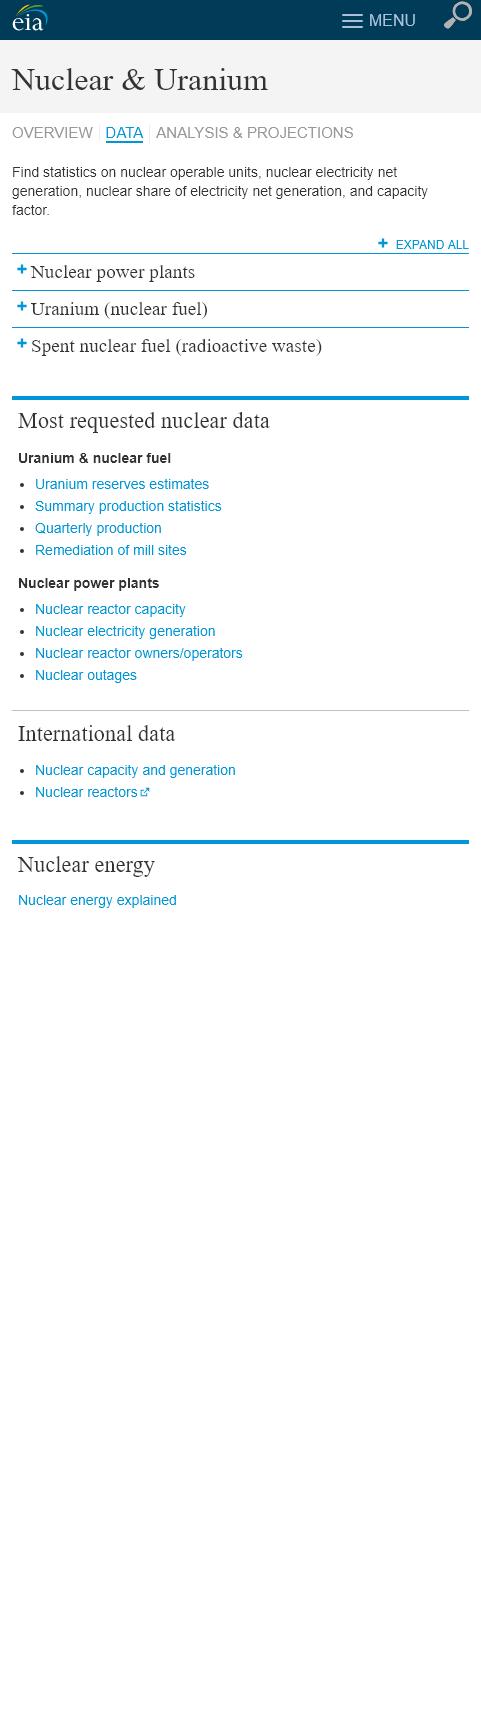 eia
MENU
Nuclear & Uranium
OVERVIEW
DATA
ANALYSIS & PROJECTIONS
Find statistics on nuclear operable units, nuclear electricity net
generation, nuclear share of electricity net generation, and capacity
factor.
+ EXPAND ALL
+ Nuclear power plants
+ Uranium (nuclear fuel)
+ Spent nuclear fuel (radioactive waste)
Most requested nuclear data
Uranium & nuclear fuel
• Uranium reserves estimates
• Summary production statistics
• Quarterly production
• Remediation of mill sites
Nuclear power plants
• Nuclear reactor capacity
• Nuclear electricity generation
• Nuclear reactor owners/operators
• Nuclear outages
International data
• Nuclear capacity and generation
• Nuclear reactors
Nuclear energy
Nuclear energy explained